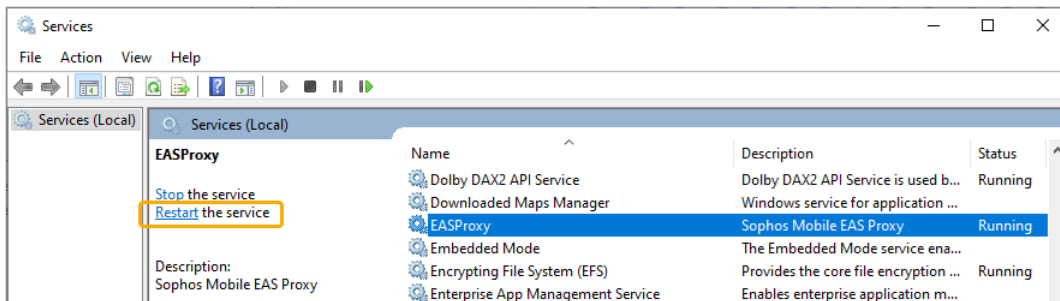 Services
File Action View Help
Services (Local)
Services (Local)
EASProxy
Stop the service
Restart the service
Description:
Sophos Mobile EAS Proxy
Name Description Status
Dolby DAX2 API Service Dolby DAX2 API Service is used b... Running
Downloaded Maps Manager Windows service for application ...
EASProxy Sophos Mobile EAS Proxy Running
Embedded Mode The Embedded Mode service ena...
Encrypting File System (EFS) Provides the core file encryption ... Running
Enterprise App Management Service Enables enterprise application m...